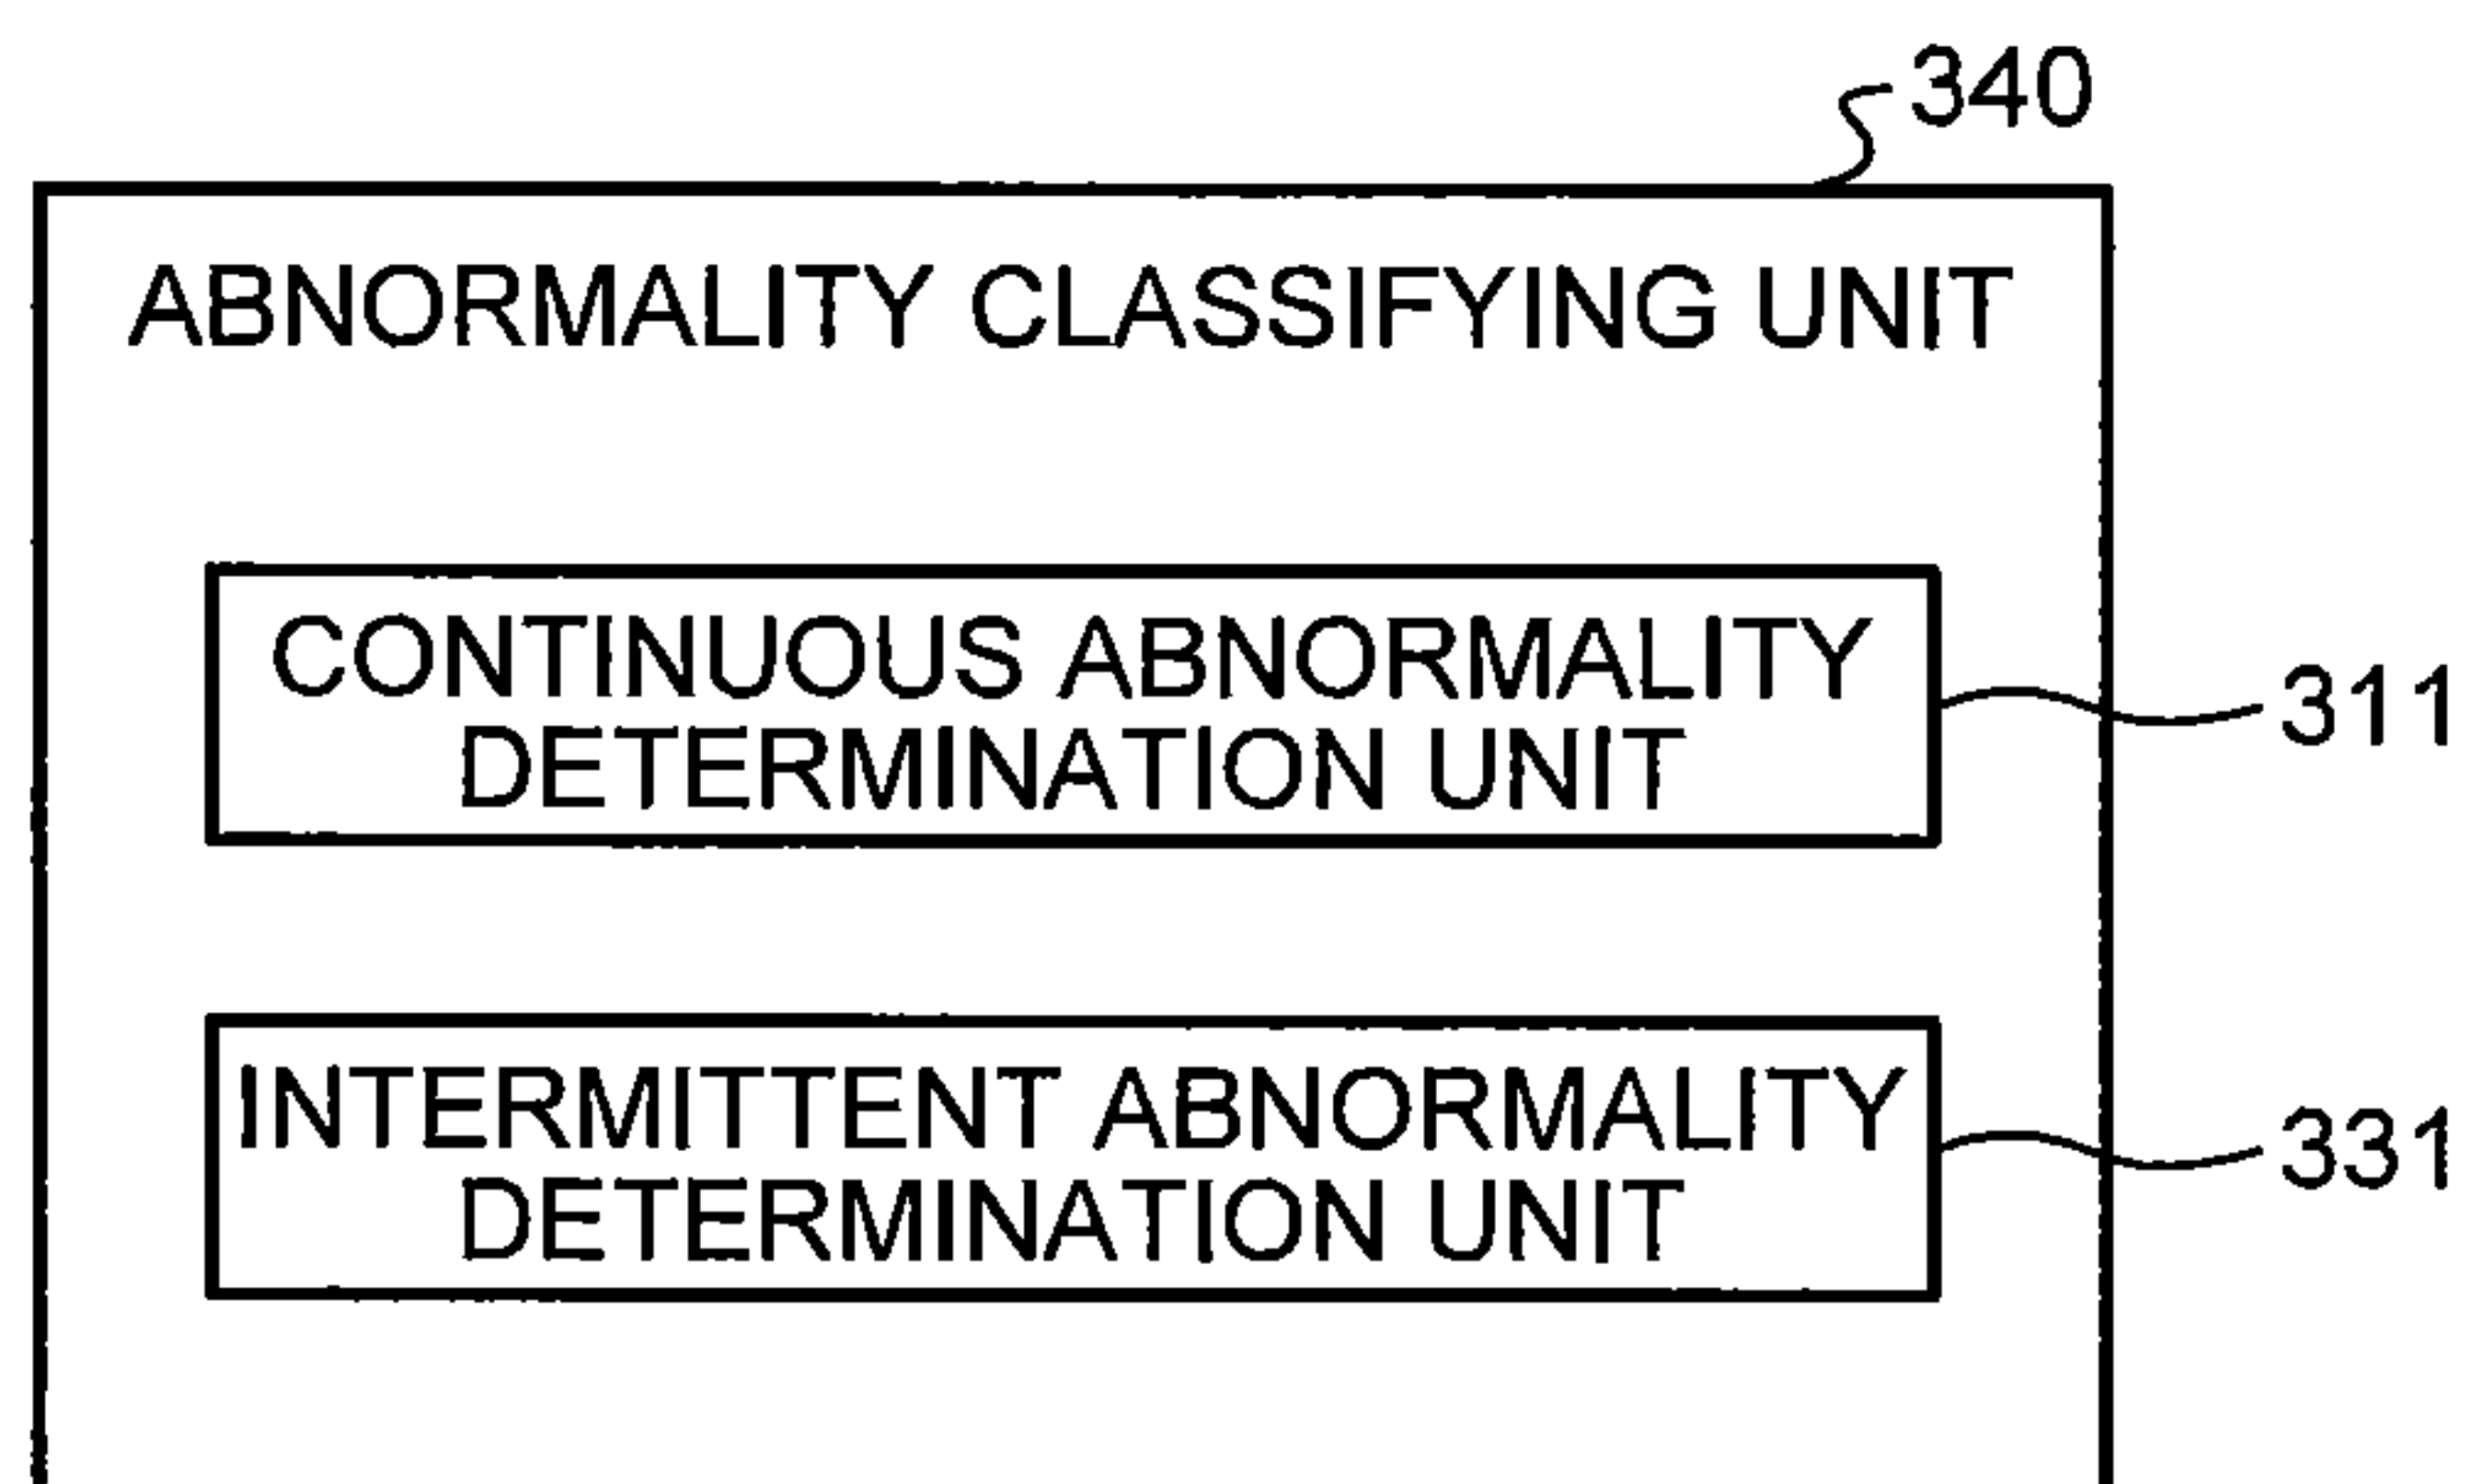 340
ABNORMALITY CLASSIFYING UNIT
CONTINUOUS ABNORMALITY
DETERMINATION UNIT
311
INTERMITTENT ABNORMALITY
DETERMINATION UNIT
331